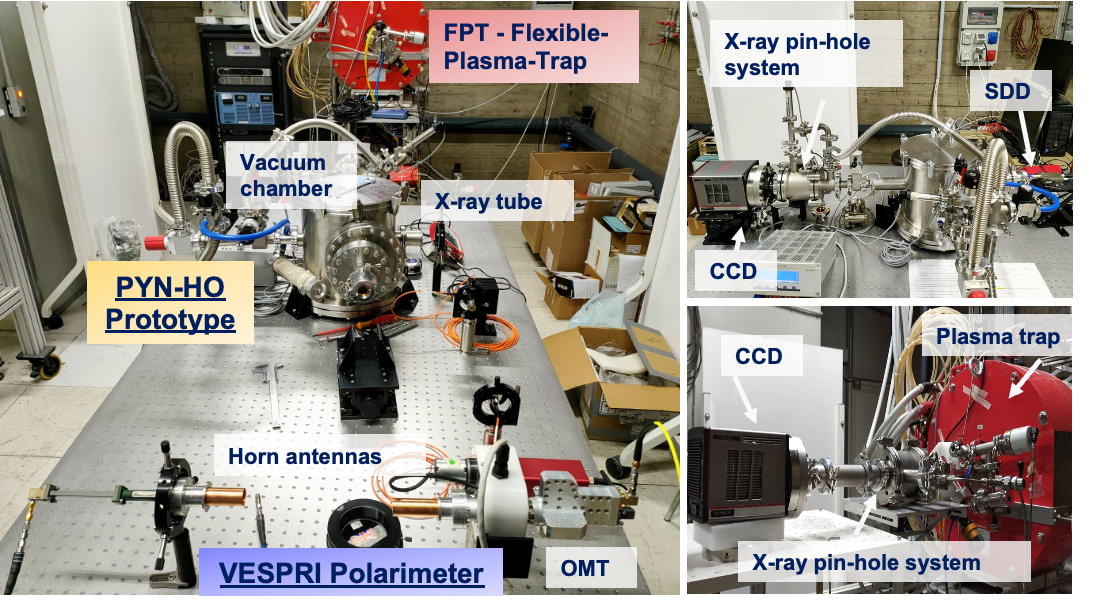 FPT - Flexible-
Plasma-Trap
Vacuum
chamber
X-ray tube
PYN-HO
Prototype
Horn antennas
VESPRI Polarimeter
OMT
X-ray pin-hole
system
SDD
CCD
CCD
Plasma trap
X-ray pin-hole system